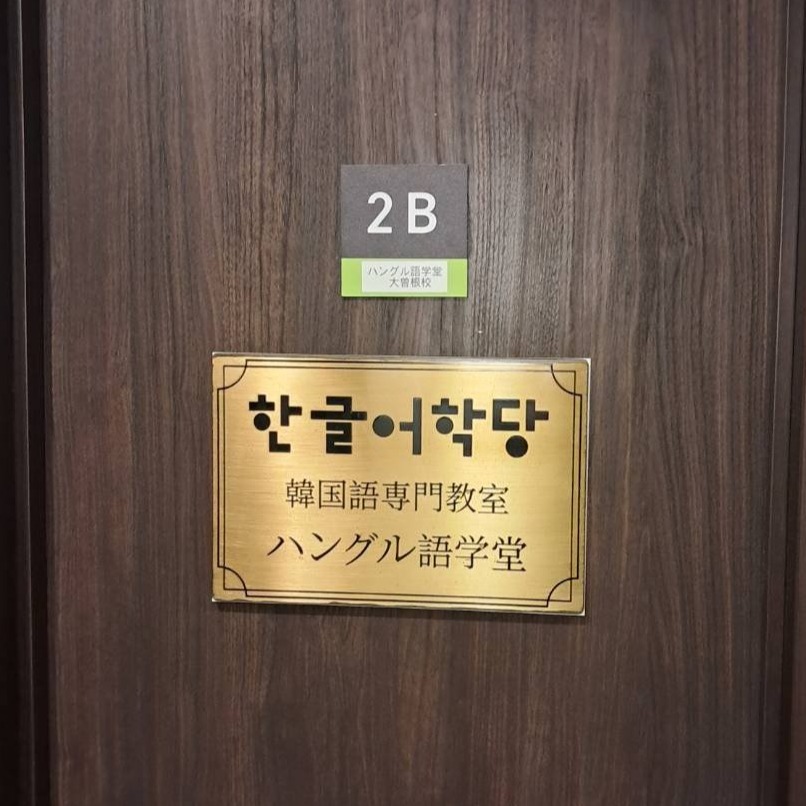 2B
ハングル語学堂
大曽根校
한글어학당
韓国語専門教室
ハングル語学堂